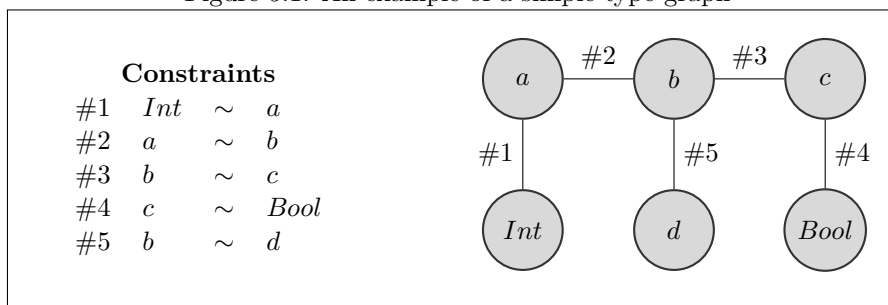 Figure 6.1: An example of a simple type graph
Constraints
#1 Int ∼ a
#2 a ∼ b
#3 b ∼ c
#4 c ∼ Bool
#5 b ∼ d
a #2 b #3 c
#1 #5 #4
Int d Bool